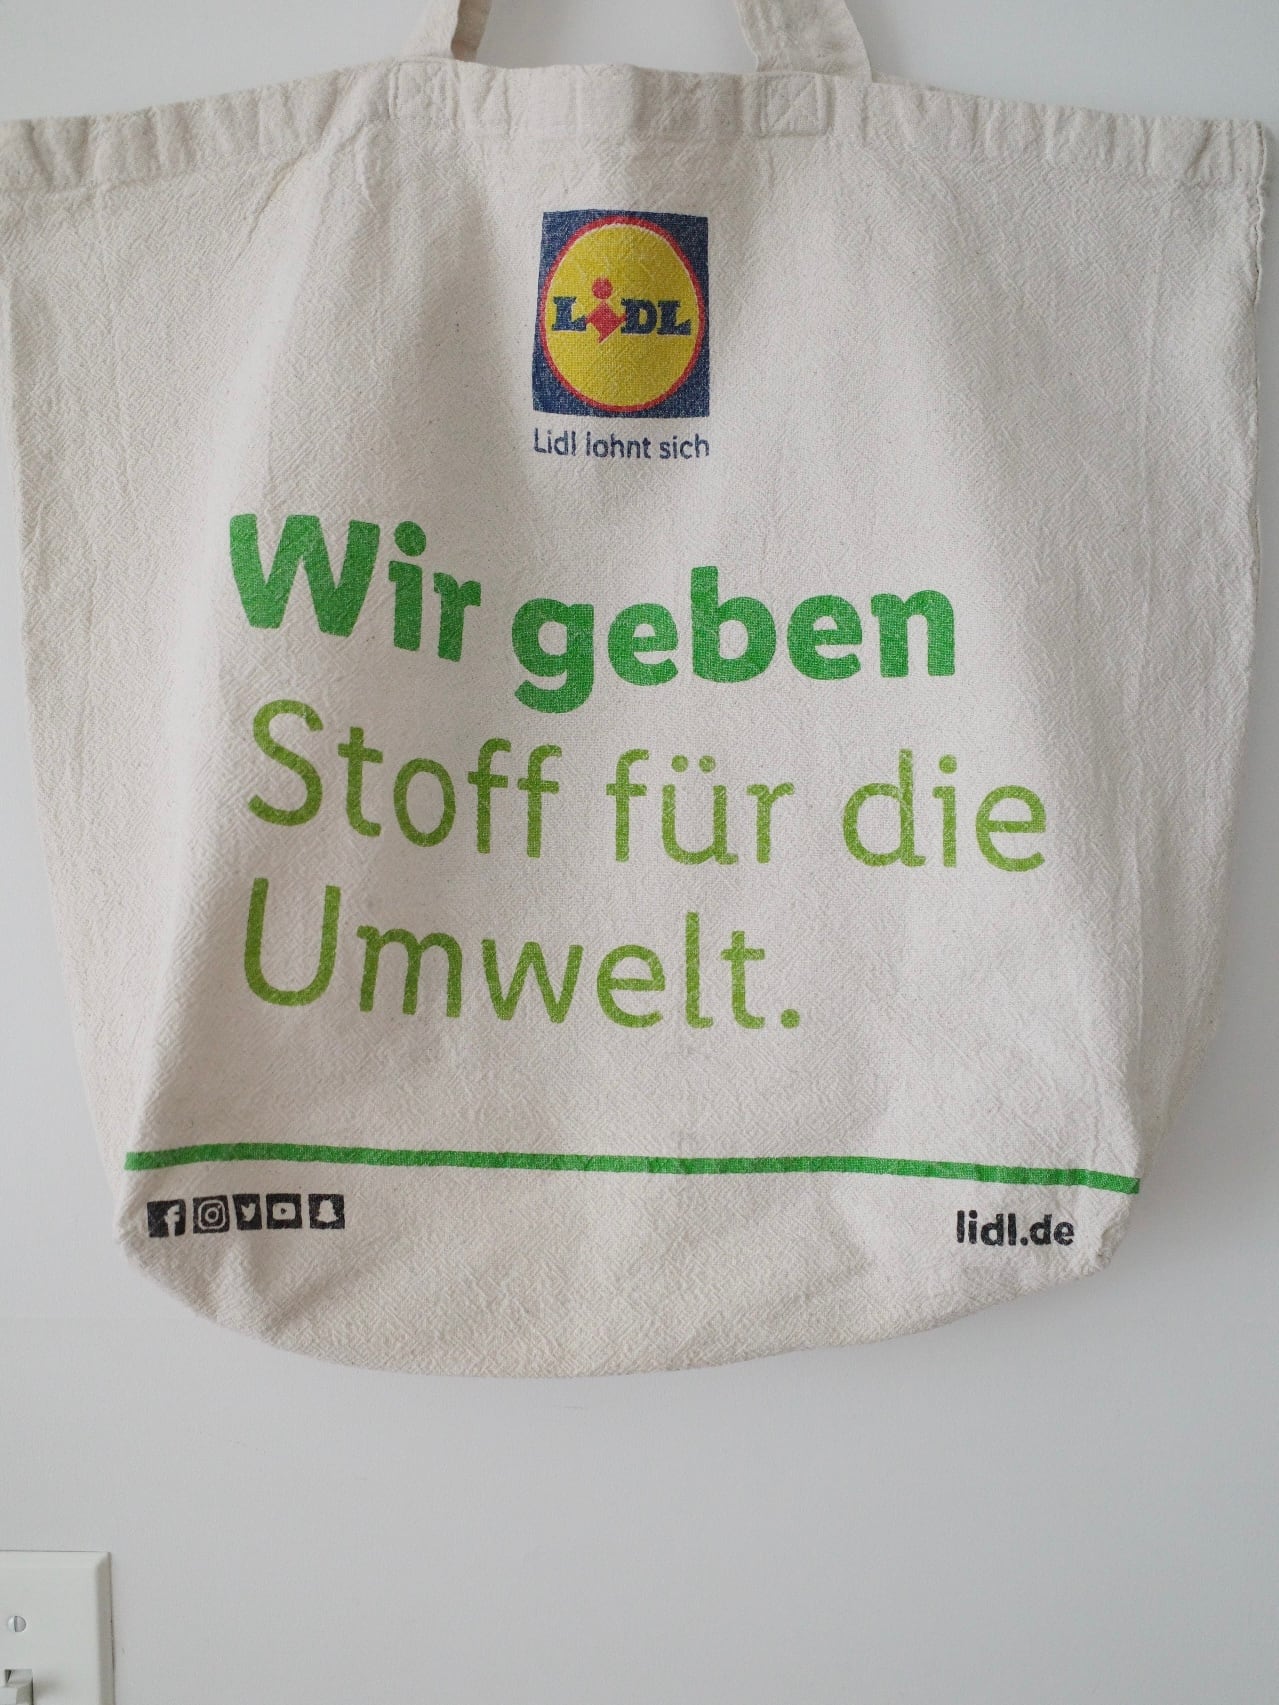 LiDL
Lidl lohnt sich
Wir geben
Stoff für die
Umwelt.
lidl.de